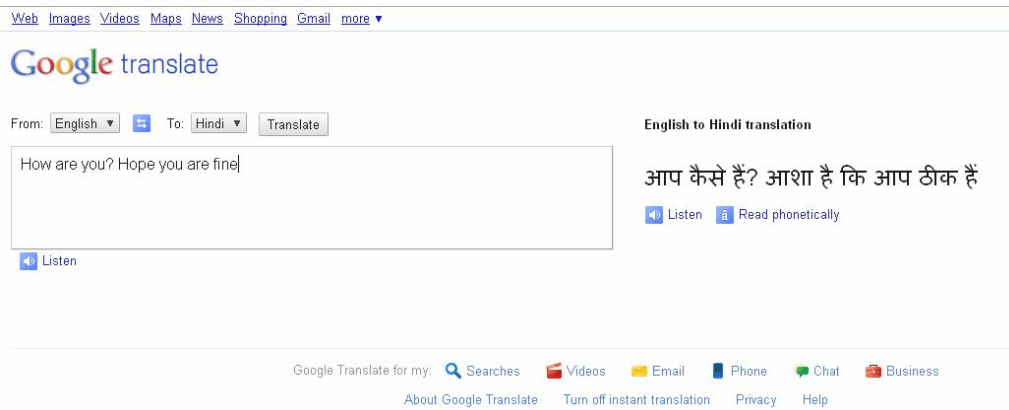 Web Images Videos Maps News Shopping Gmail more ▼
Google translate
From: English ▼ To: Hindi ▼ Translate
English to Hindi translation
How are you? Hope you are fine
आप कैसे हैं? आशा है कि आप ठीक हैं
Listen ä Read phonetically
Listen
Google Translate for my: Searches Videos Email Phone Chat Business
About Google Translate Turn off instant translation Privacy Help